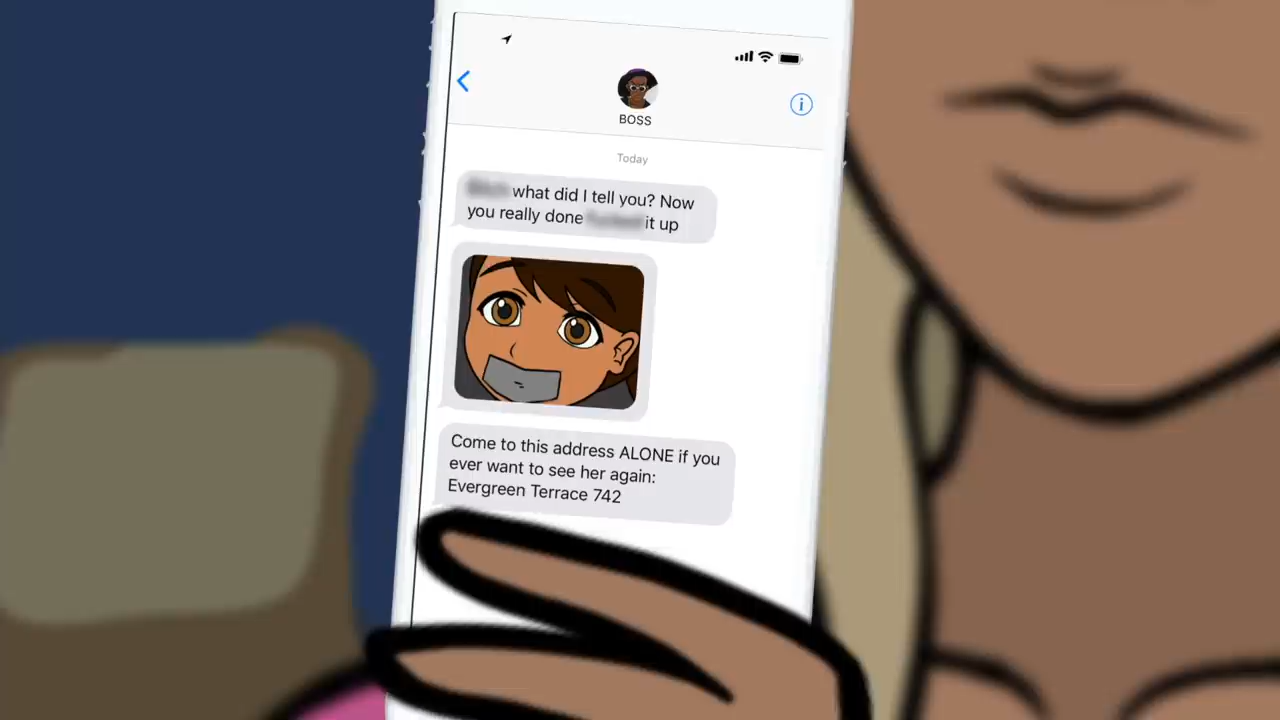 BOSS
Today
what did I tell you? Now
you really done it up
Come to this address ALONE if you
ever want to see her again:
Evergreen Terrace 742